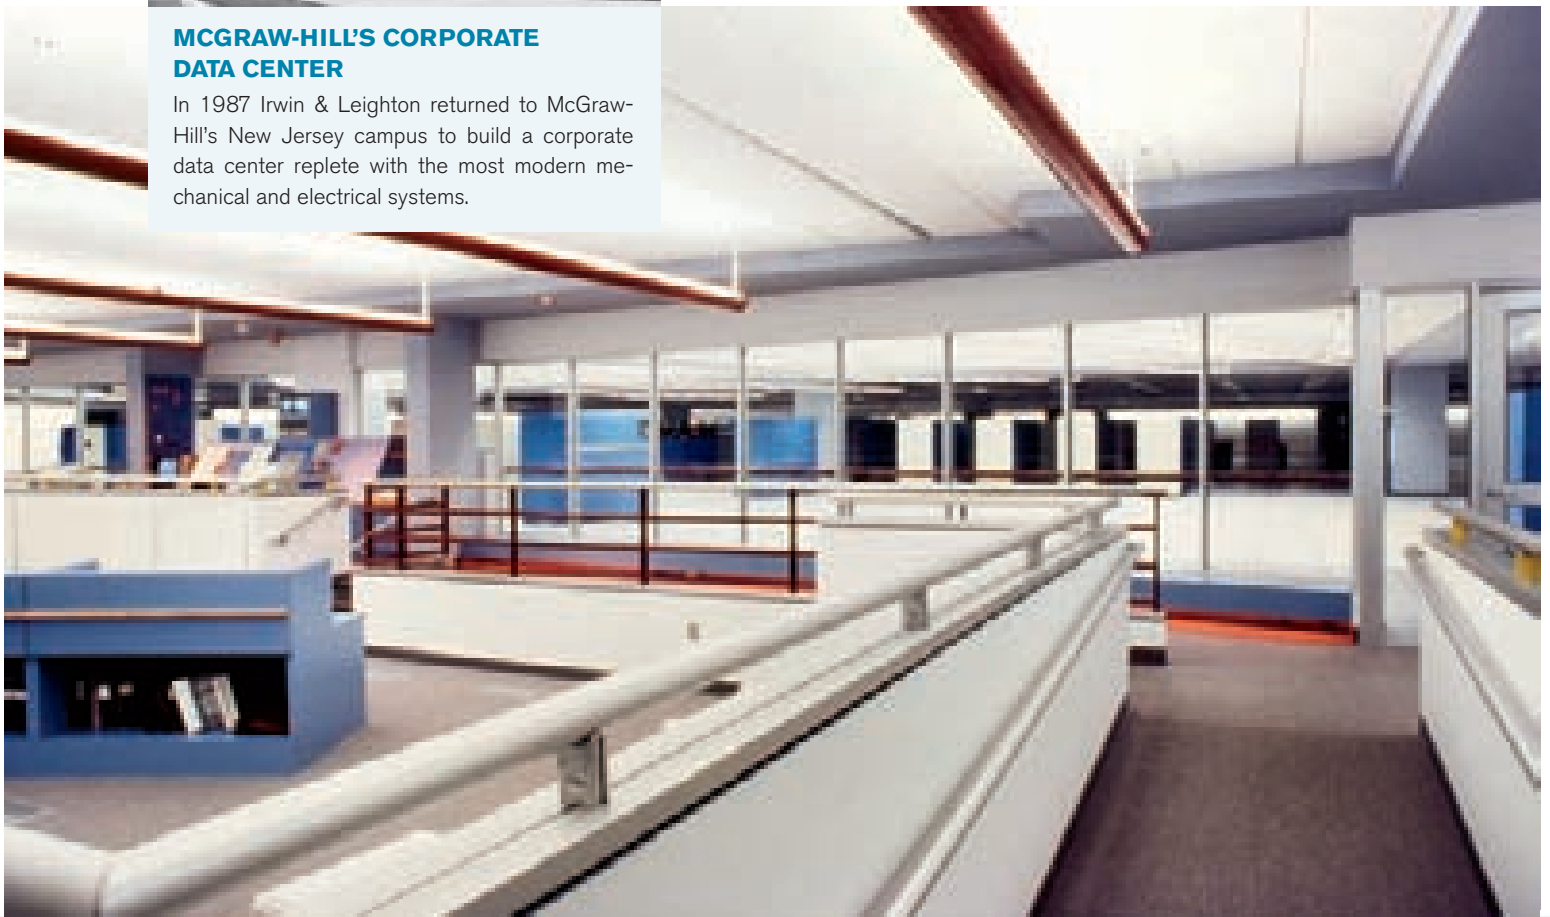 MCGRAW-HILL'S CORPORATE
DATA CENTER
In 1987 Irwin & Leighton returned to McGraw-
Hill's New Jersey campus to build a corporate
data center replete with the most modern me-
chanical and electrical systems.